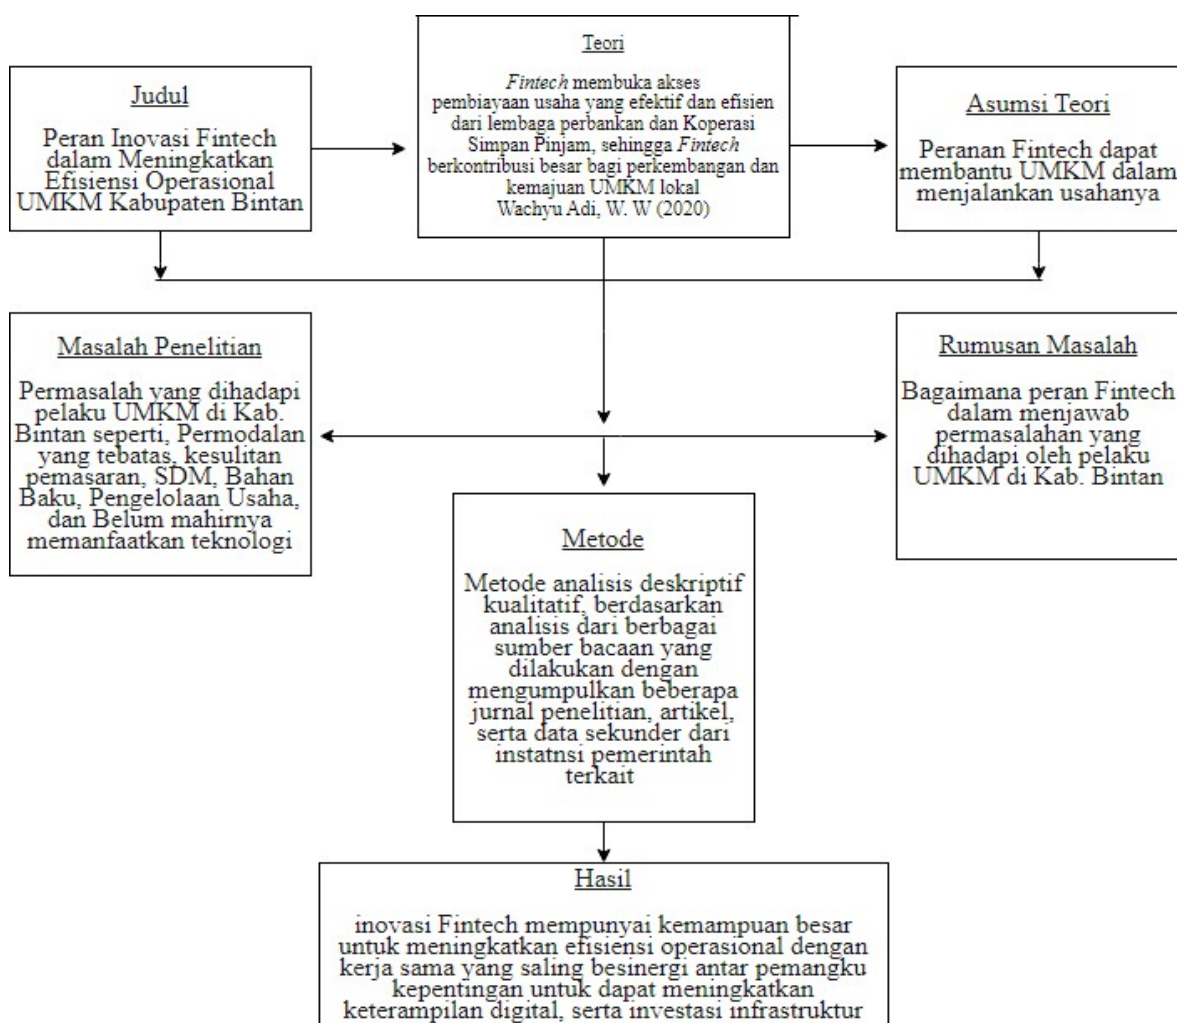 Judul
Peran Inovasi Fintech
dalam Meningkatkan
Efisiensi Operasional
UMKM Kabupaten Bintan
Teori
Fintech membuka akses
pembiayaan usaha yang efektif dan efisien
dari lembaga perbankan dan Koperasi
Simpan Pinjam, sehingga Fintech
berkontribusi besar bagi perkembangan dan
kemajuan UMKM lokal
Wachyu Adi, W. W (2020)
Asumsi Teori
Peranan Fintech dapat
membantu UMKM dalam
menjalankan usahanya
Masalah Penelitian
Permasalah yang dihadapi
pelaku UMKM di Kab.
Bintan seperti, Permodalan
yang tebatas, kesulitan
pemasaran, SDM, Bahan
Baku, Pengelolaan Usaha,
dan Belum mahirnya
memanfaatkan teknologi
Rumusan Masalah
Bagaimana peran Fintech
dalam menjawab
permasalahan yang
dihadapi oleh pelaku
UMKM di Kab. Bintan
Metode
Metode analisis deskriptif
kualitatif, berdasarkan
analisis dari berbagai
sumber bacaan yang
dilakukan dengan
mengumpulkan beberapa
jurnal penelitian, artikel,
serta data sekunder dari
instatnsi pemerintah
terkait
Hasil
inovasi Fintech mempunyai kemampuan besar
untuk meningkatkan efisiensi operasional dengan
kerja sama yang saling besinergi antar pemangku
kepentingan untuk dapat meningkatkan
keterampilan digital, serta investasi infrastruktur